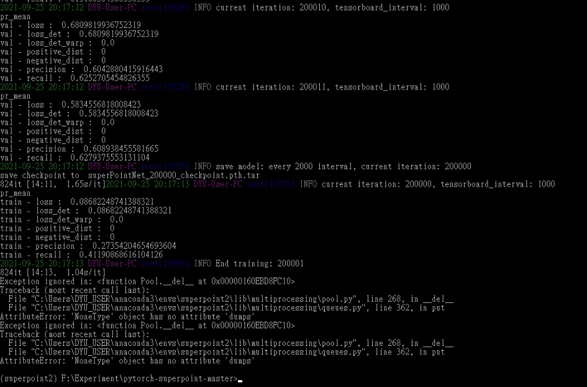 2021-09-25 20:17:12 DYU-User-PC INFO current iteration: 200010, tensorboard_interval: 1000
pr_mean
val - loss : 0.6809819936752319
val - loss_det : 0.6809819936752319
val - loss_det_warp : 0.0
val - positive_dist : 0
val - negative_dist : 0
val - precision : 0.6042880415916443
val - recall : 0.6252705454826355
2021-09-25 20:17:12 DYU-User-PC INFO current iteration: 200011, tensorboard_interval: 1000
pr_mean
val - loss : 0.5834556818008423
val - loss_det : 0.5834556818008423
val - loss_det_warp : 0.0
val - positive_dist : 0
val - negative_dist : 0
val - precision : 0.608938455581665
val - recall : 0.6279375553131104
2021-09-25 20:17:12 DYU-User-PC INFO save model: every 2000 interval, current iteration: 200000
save checkpoint to superPointNet_200000_checkpoint.pth.tar
824it [14:11, 1.65s/it]2021-09-25 20:17:13 DYU-User-PC INFO current iteration: 200000, tensorboard_interval: 1000
pr_mean
train - loss : 0.08682248741388321
train - loss_det : 0.08682248741388321
train - loss_det_warp : 0.0
train - positive_dist : 0
train - negative_dist : 0
train - precision : 0.27354204654693604
train - recall : 0.41190868616104126
2021-09-25 20:17:13 DYU-User-PC INFO End training: 200001
824it [14:13, 1.04s/it]
Exception ignored in: <function Pool.__del__ at 0x00000160EBD8FC10>
Traceback (most recent call last):
File "C:\Users\DYU_USER\anaconda3\envs\superpoint2\lib\multiprocessing\pool.py", line 268, in __del__
File "C:\Users\DYU_USER\anaconda3\envs\superpoint2\lib\multiprocessing\queues.py", line 362, in put
AttributeError: 'NoneType' object has no attribute 'dumps'
Exception ignored in: <function Pool.__del__ at 0x00000160EBD8FC10>
Traceback (most recent call last):
File "C:\Users\DYU_USER\anaconda3\envs\superpoint2\lib\multiprocessing\pool.py", line 268, in __del__
File "C:\Users\DYU_USER\anaconda3\envs\superpoint2\lib\multiprocessing\queues.py", line 362, in put
AttributeError: 'NoneType' object has no attribute 'dumps'
(superpoint2) F:\Experiment\pytorch-superpoint-master>